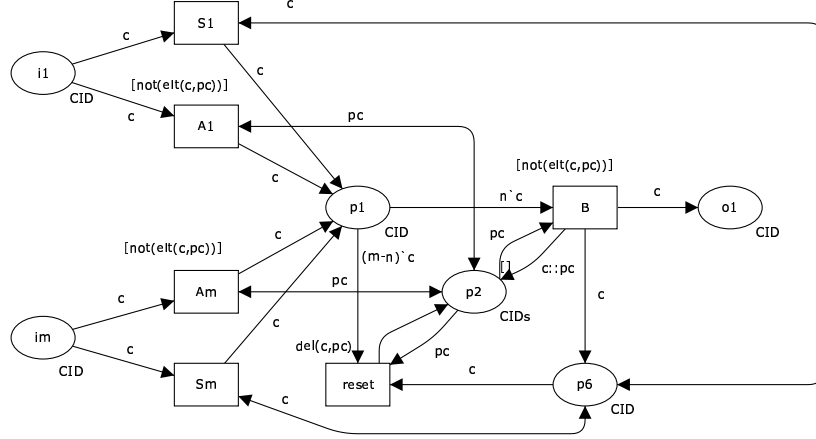 c
S1
c
i1
CID
c
[not(elt(c,pc))]
c
A1
pc
c
[not(elt(c,pc))]
p1
CID
n`c
B
c
o1
CID
[not(elt(c,pc))]
c
(m-n)`c
pc
[]
c::pc
c
Am
pc
p2
CIDs
c
im
CID
c
c
del(c,pc)
pc
Sm
reset
c
p6
CID
c